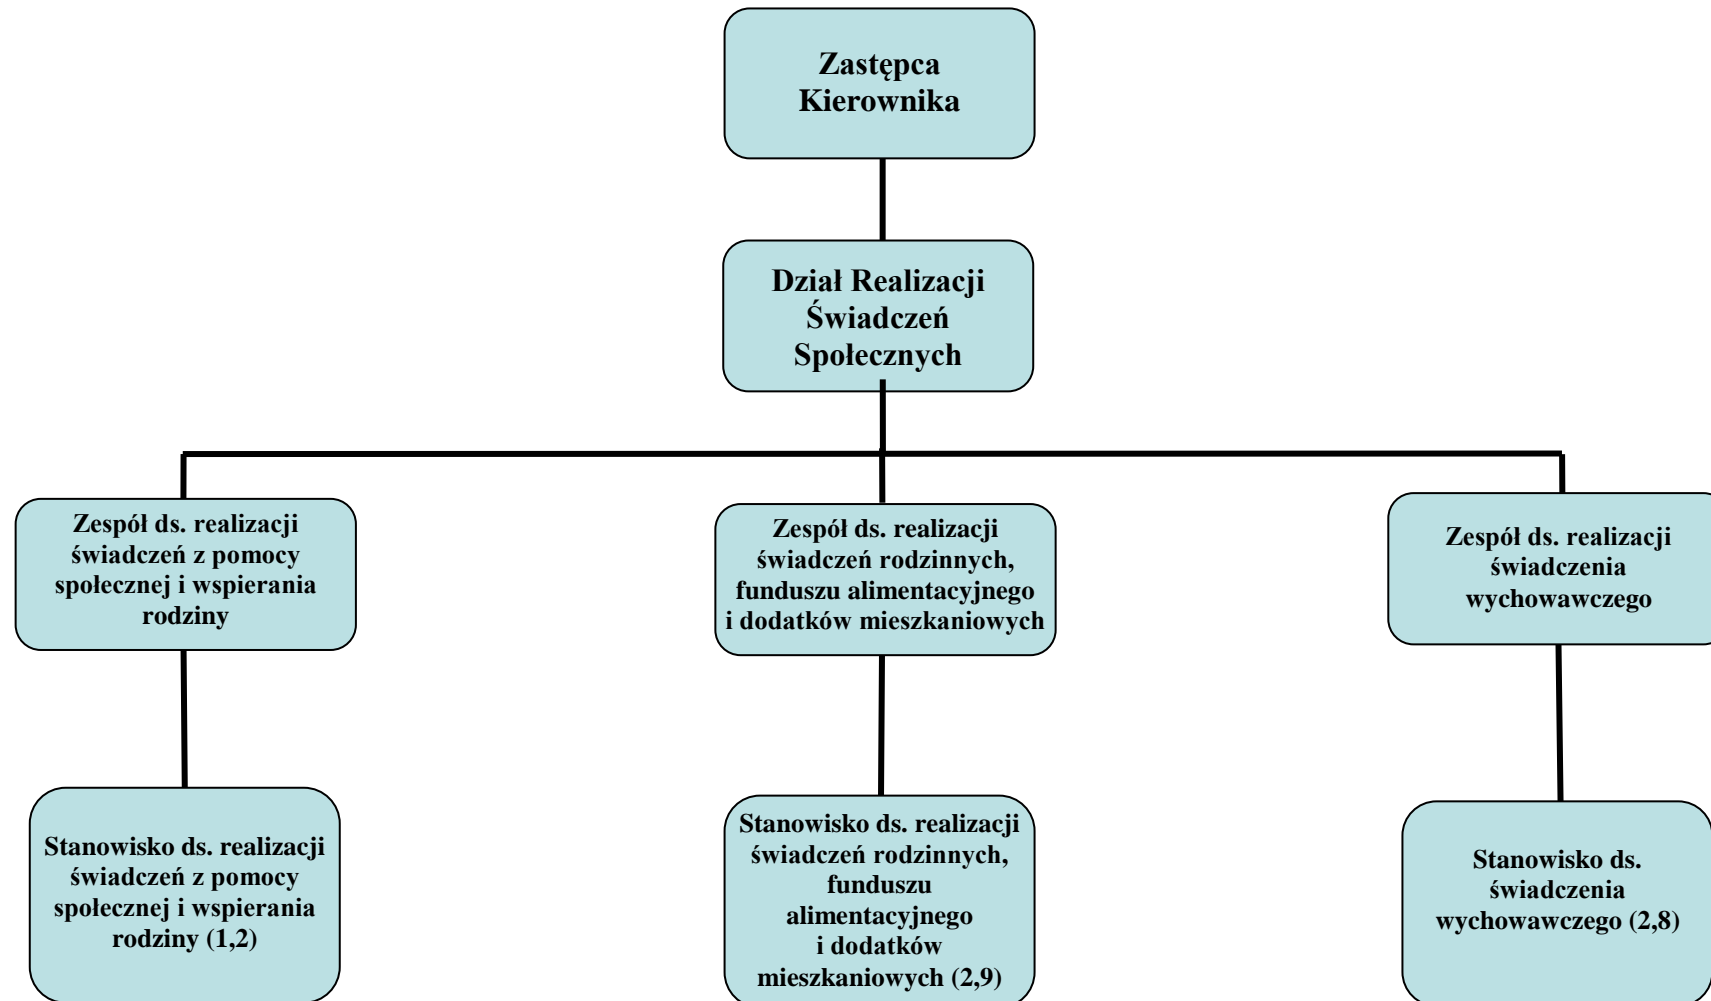 Zastępca
Kierownika
Dział Realizacji
Świadczeń
Społecznych
Zespół ds. realizacji
świadczeń z pomocy
społecznej i wspierania
rodziny
Zespół ds. realizacji
świadczeń rodzinnych,
funduszu alimentacyjnego
i dodatków mieszkaniowych
Zespół ds. realizacji
świadczenia
wychowawczego
Stanowisko ds. realizacji
świadczeń z pomocy
społecznej i wspierania
rodziny (1,2)
Stanowisko ds. realizacji
świadczeń rodzinnych,
funduszu
alimentacyjnego
i dodatków
mieszkaniowych (2,9)
Stanowisko ds.
świadczenia
wychowawczego (2,8)